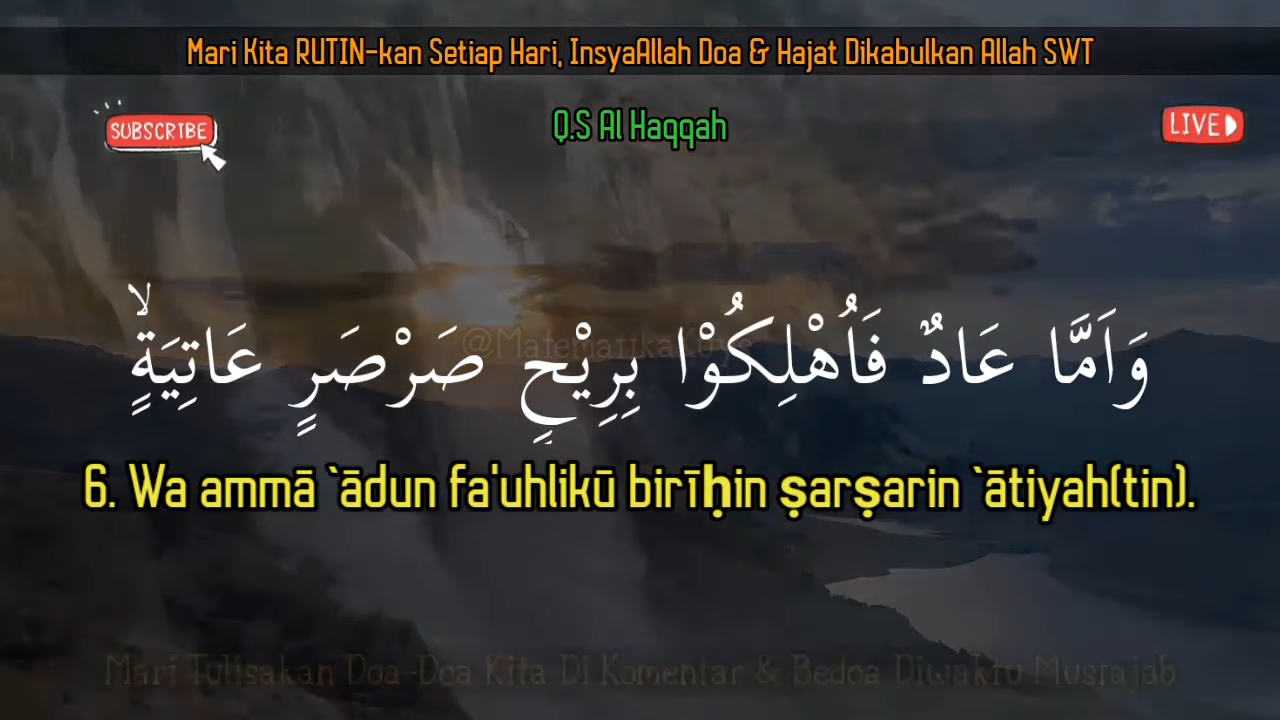 Mari Kita RUTIN-kan Setiap Hari, InsyaAllah Doa & Hajat Dikabulkan Allah SWT
SUBSCRIBE
Q.S Al Haqqah
LIVE
وَاَمَّا عَادٌ فَاُهْلِكُوْا بِرِيْحٍ صَرْصَرٍ عَاتِيَةٍۙ
6. Wa ammā `ādun fa'uhlikū birīḥin ṣarṣarin `ātiyah(tin).
Mari Tulisakan Doa-Doa Kita Di Komentar & Bedoa Diwaktu Mustajab